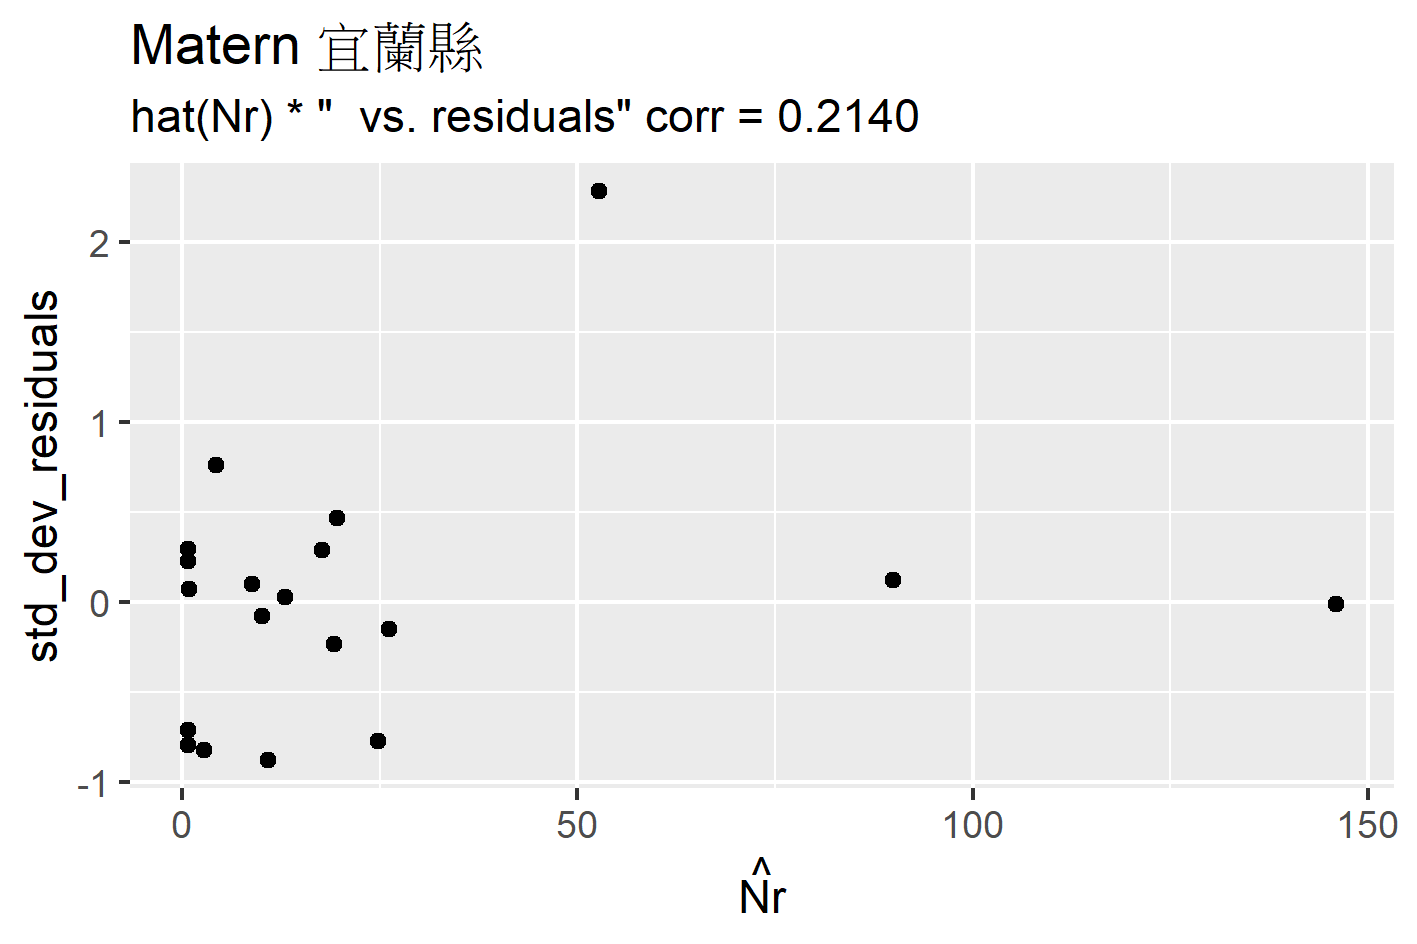 Matern 宜蘭縣
hat(Nr) * "  vs. residuals" corr = 0.2140
std_dev_residuals
2
1
0
-1
0
50
100
150
N̂r